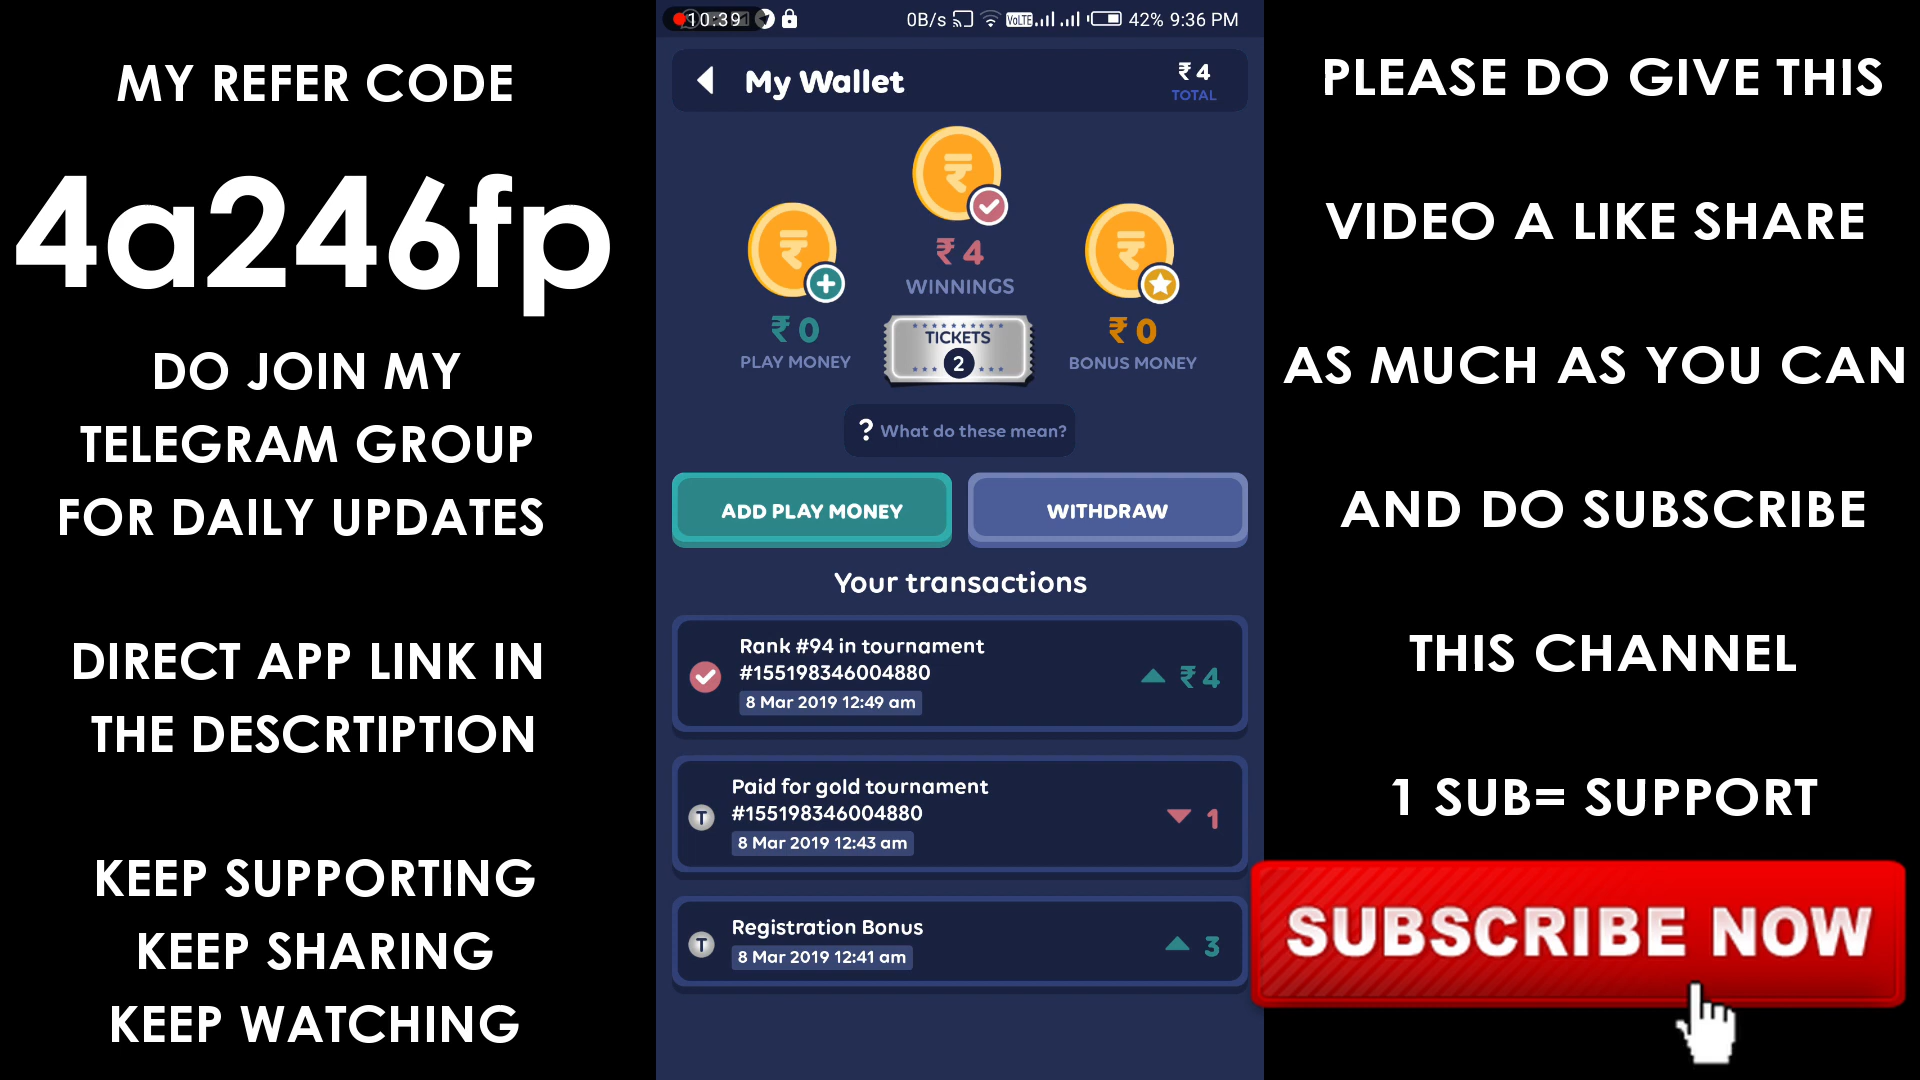 MY REFER CODE
4a246fp
DO JOIN MY
TELEGRAM GROUP
FOR DAILY UPDATES
DIRECT APP LINK IN
THE DESCRTIPTION
KEEP SUPPORTING
KEEP SHARING
KEEP WATCHING
10:39
0B/s VoLTE 42% 9:36 PM
My Wallet
₹ 4
TOTAL
₹ 4
WINNINGS
₹ 0
PLAY MONEY
TICKETS
2
₹ 0
BONUS MONEY
? What do these mean?
ADD PLAY MONEY
WITHDRAW
Your transactions
Rank #94 in tournament
#155198346004880
8 Mar 2019 12:49 am
₹ 4
T
Paid for gold tournament
#155198346004880
8 Mar 2019 12:43 am
1
T
Registration Bonus
8 Mar 2019 12:41 am
3
PLEASE DO GIVE THIS
VIDEO A LIKE SHARE
AS MUCH AS YOU CAN
AND DO SUBSCRIBE
THIS CHANNEL
1 SUB= SUPPORT
SUBSCRIBE NOW